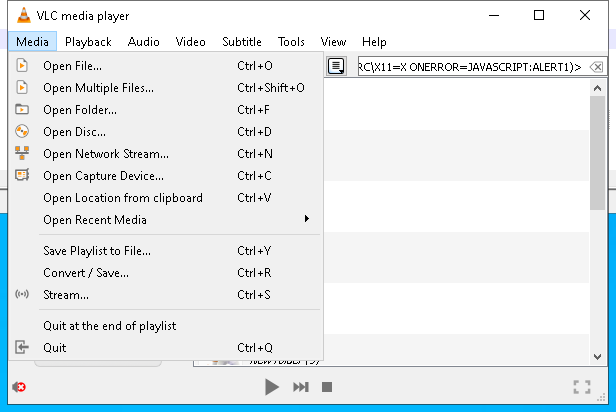 VLC media player
Media Playback Audio Video Subtitle Tools View Help
Open File... Ctrl+O
Open Multiple Files... Ctrl+Shift+O
Open Folder... Ctrl+F
Open Disc... Ctrl+D
Open Network Stream... Ctrl+N
Open Capture Device... Ctrl+C
Open Location from clipboard Ctrl+V
Open Recent Media
Save Playlist to File... Ctrl+Y
Convert / Save... Ctrl+R
Stream... Ctrl+S
Quit at the end of playlist
Quit Ctrl+Q
RC\X11=X ONERROR=JAVASCRIPT:ALERT1)>